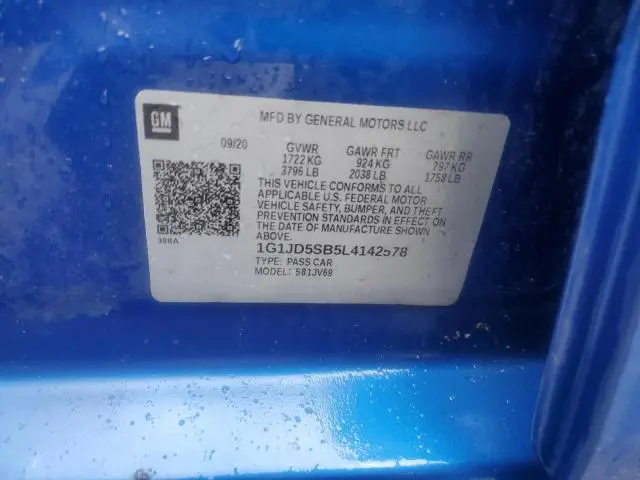 GM
MFD BY GENERAL MOTORS LLC
09/20 GVWR GAWR FRT GAWR RR
1722 KG 924 KG 797 KG
3796 LB 2038 LB 1758 LB
THIS VEHICLE CONFORMS TO ALL
APPLICABLE U.S. FEDERAL MOTOR
VEHICLE SAFETY, BUMPER, AND THEFT
PREVENTION STANDARDS IN EFFECT ON
THE DATE OF MANUFACTURE SHOWN
ABOVE.
388A
1G1JD5SB5L4142578
TYPE: PASS CAR
MODEL: 581JV69